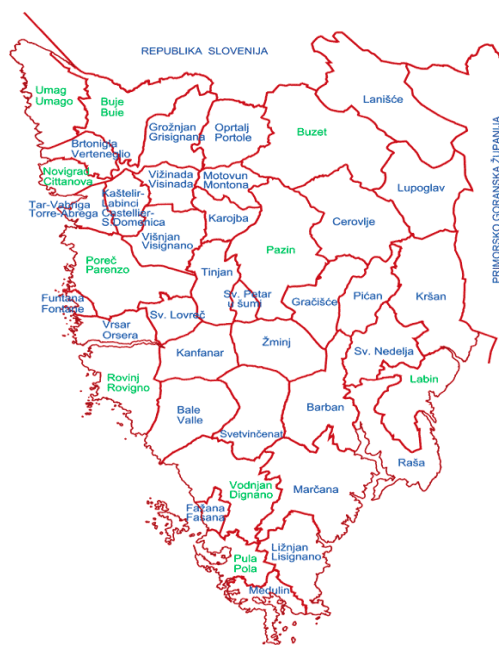 REPUBLIKA SLOVENIJA
Umag
Umago
Buje
Buie
Lanišće
Grožnjan
Grisignana
Oprtalj
Portole
Buzet
Brtonigla
Verteneglio
Novigrad
Cittanova
Vižinada
Visinada
Motovun
Montona
Lupoglav
Kaštelir-
Labinci
Castellier-
S.Domenica
Tar-Vabriga
Torre-Abrega
Karojba
Cerovlje
Višnjan
Visignano
Pazin
Poreč
Parenzo
Tinjan
Sv. Petar
u šumi
Gračišće
Pićan
Kršan
Funtana
Fontane
Vrsar
Orsera
Sv. Lovreč
Kanfanar
Žminj
Sv. Nedelja
Rovinj
Rovigno
Labin
Bale
Valle
Barban
Svetvinčenat
Raša
Vodnjan
Dignano
Marčana
Fažana
Fasana
Ližnjan
Lisignano
Pula
Pola
Medulin
PRIMORSKO GORANSKA ŽUPANIJA